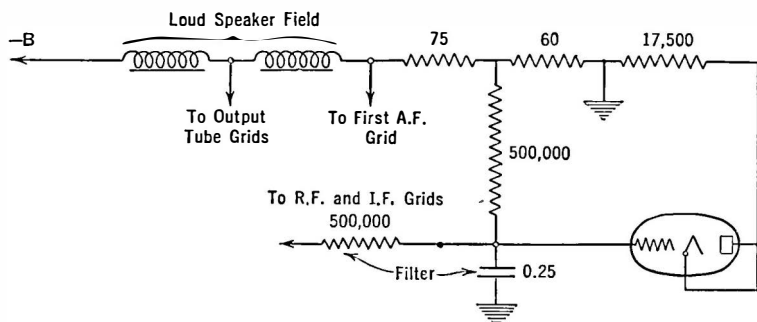 Loud Speaker Field
–B
75
60
17,500
To Output
Tube Grids
To First A.F.
Grid
500,000
To R.F. and I.F. Grids
500,000
Filter
0.25